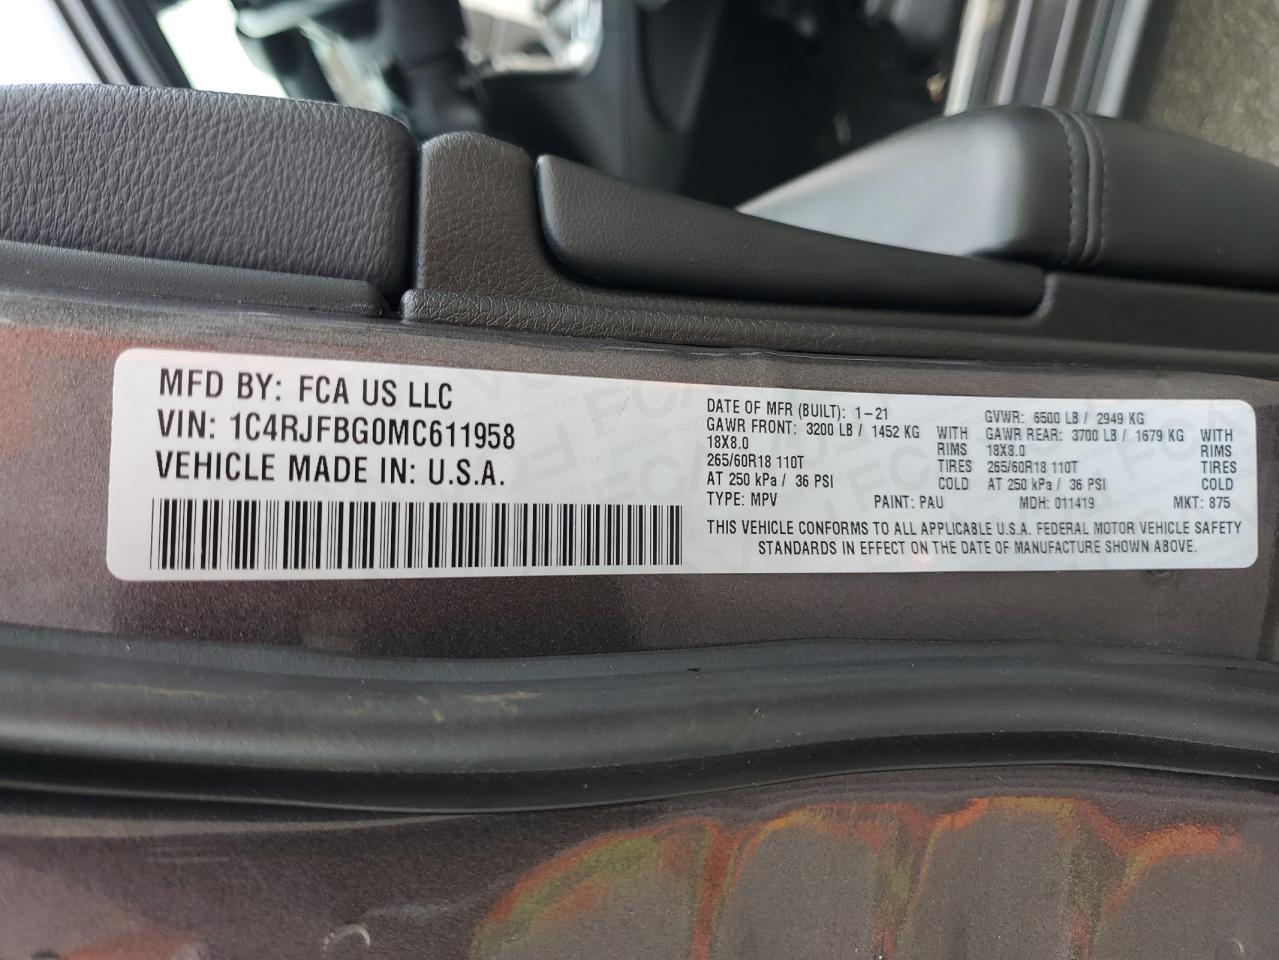 MFD BY: FCA US LLC
VIN: 1C4RJFBG0MC611958
VEHICLE MADE IN: U.S.A.
DATE OF MFR (BUILT): 1-21 GVWR: 6500 LB / 2949 KG
GAWR FRONT: 3200 LB / 1452 KG WITH GAWR REAR: 3700 LB / 1679 KG WITH
18X8.0 RIMS 18X8.0 RIMS
265/60R18 110T TIRES 265/60R18 110T TIRES
AT 250 kPa / 36 PSI COLD AT 250 kPa / 36 PSI COLD
TYPE: MPV PAINT: PAU MDH: 011419 MKT: 875
THIS VEHICLE CONFORMS TO ALL APPLICABLE U.S.A. FEDERAL MOTOR VEHICLE SAFETY
STANDARDS IN EFFECT ON THE DATE OF MANUFACTURE SHOWN ABOVE.